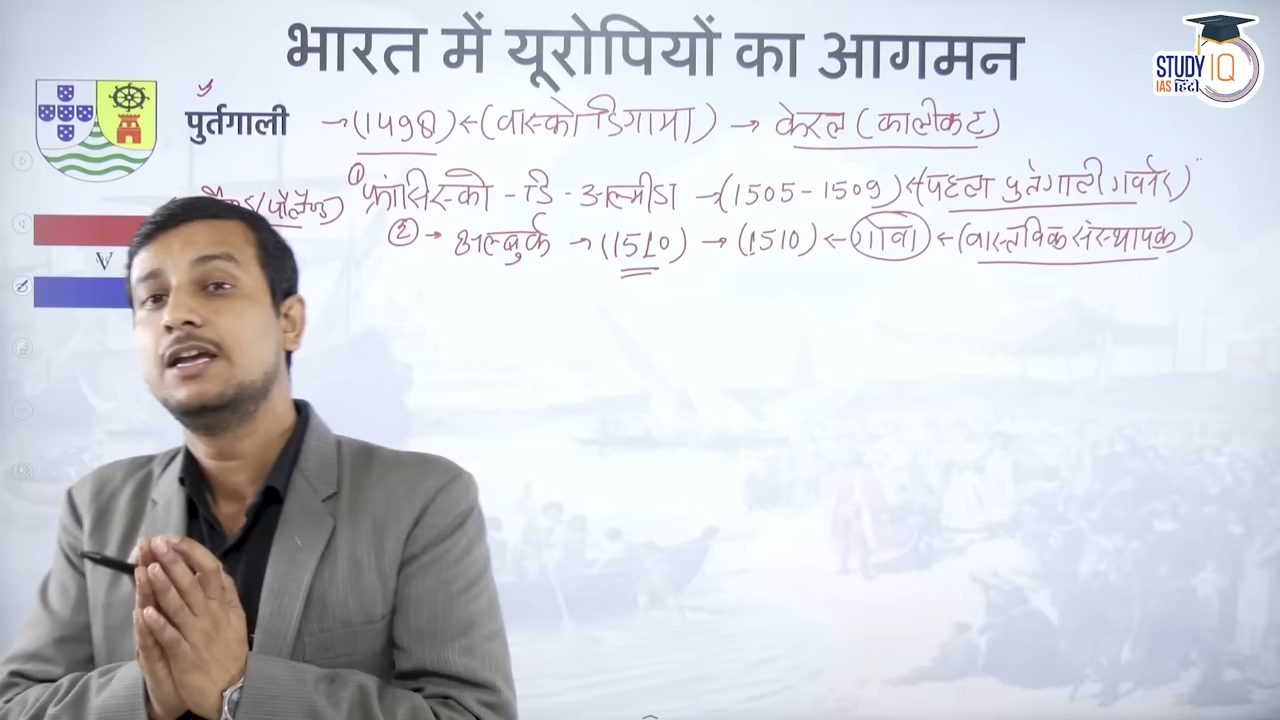 भारत में यूरोपियों का आगमन
STUDY IQ
IAS हिंदी
पुर्तगाली → (1498) ← (वास्कोडिगामा) → केरल (कालीकट)
① फ्रांसिस्को - डि - अल्मीडा → (1505 - 1509) ← (पहला पुर्तगाली गवर्नर)
② → अल्बुर्क → (1510) → (1510) ← गोवा ← (वास्तविक संस्थापक)
V